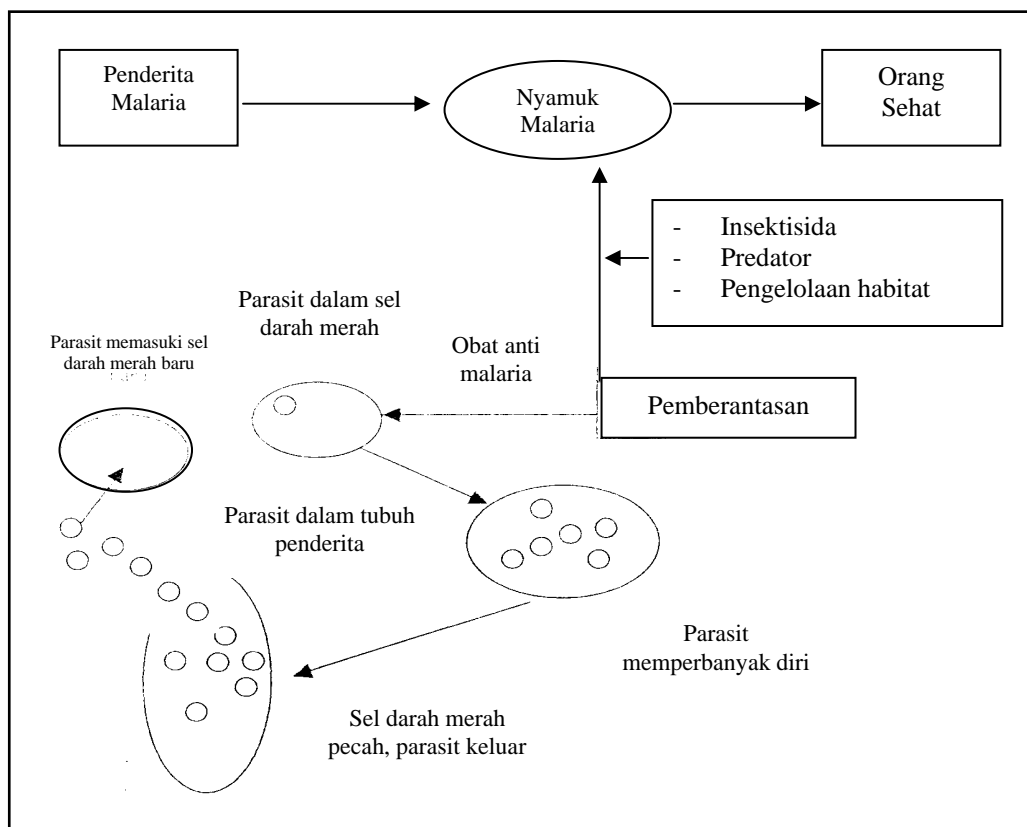 Penderita
Malaria
Nyamuk
Malaria
Orang
Sehat
- Insektisida
- Predator
- Pengelolaan habitat
Parasit dalam sel
darah merah
Parasit memasuki sel
darah merah baru
Obat anti
malaria
Pemberantasan
Parasit dalam tubuh
penderita
Parasit
memperbanyak diri
Sel darah merah
pecah, parasit keluar